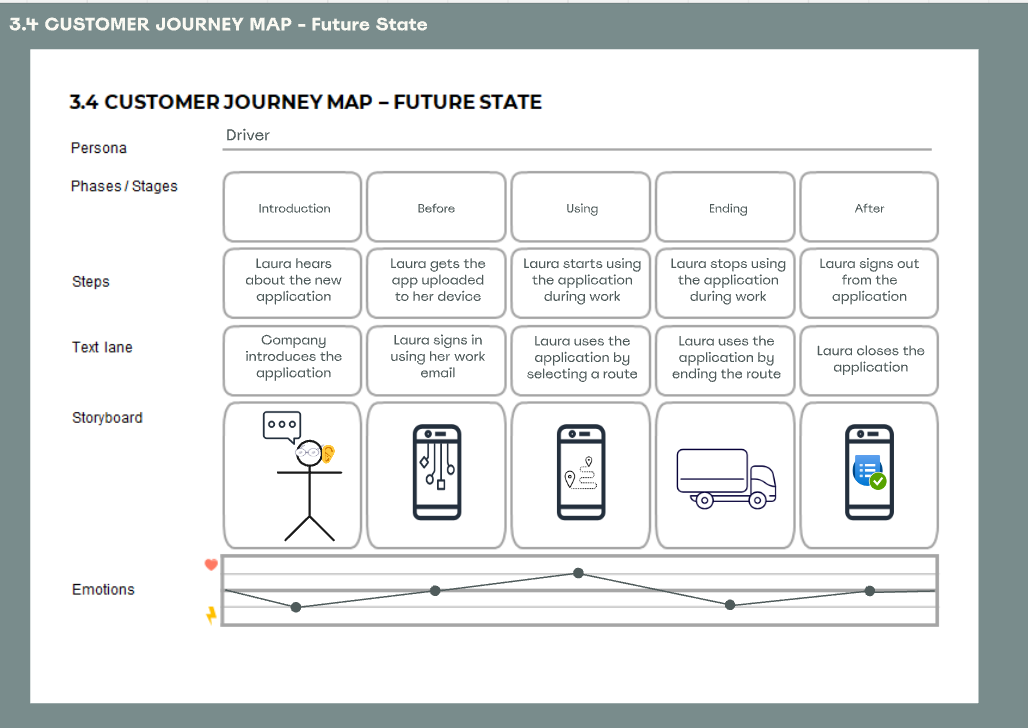 3.4 CUSTOMER JOURNEY MAP - Future State
3.4 CUSTOMER JOURNEY MAP – FUTURE STATE
Persona
Driver
Phases / Stages
Introduction
Before
Using
Ending
After
Steps
Laura hears
about the new
application
Laura gets the
app uploaded
to her device
Laura starts using
the application
during work
Laura stops using
the application
during work
Laura signs out
from the
application
Text lane
Company
introduces the
application
Laura signs in
using her work
email
Laura uses the
application by
selecting a route
Laura uses the
application by
ending the route
Laura closes the
application
Storyboard
Emotions